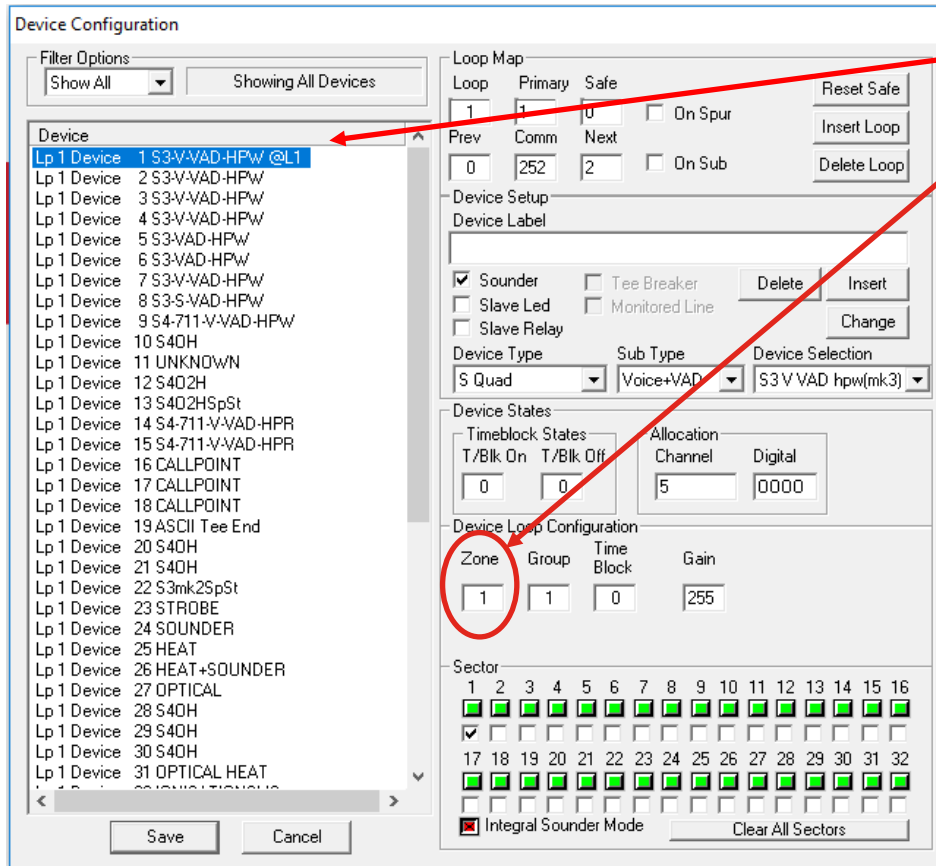 Device Configuration
Filter Options
Show All
Showing All Devices
Device
Lp 1 Device 1 S3-V-VAD-HPW @L1
Lp 1 Device 2 S3-V-VAD-HPW
Lp 1 Device 3 S3-V-VAD-HPW
Lp 1 Device 4 S3-V-VAD-HPW
Lp 1 Device 5 S3-VAD-HPW
Lp 1 Device 6 S3-VAD-HPW
Lp 1 Device 7 S3-V-VAD-HPW
Lp 1 Device 8 S3-S-VAD-HPW
Lp 1 Device 9 S4-711-V-VAD-HPW
Lp 1 Device 10 S4OH
Lp 1 Device 11 UNKNOWN
Lp 1 Device 12 S4O2H
Lp 1 Device 13 S4O2HSpSt
Lp 1 Device 14 S4-711-V-VAD-HPR
Lp 1 Device 15 S4-711-V-VAD-HPR
Lp 1 Device 16 CALLPOINT
Lp 1 Device 17 CALLPOINT
Lp 1 Device 18 CALLPOINT
Lp 1 Device 19 ASCII Tee End
Lp 1 Device 20 S4OH
Lp 1 Device 21 S4OH
Lp 1 Device 22 S3mk2SpSt
Lp 1 Device 23 STROBE
Lp 1 Device 24 SOUNDER
Lp 1 Device 25 HEAT
Lp 1 Device 26 HEAT+SOUNDER
Lp 1 Device 27 OPTICAL
Lp 1 Device 28 S4OH
Lp 1 Device 29 S4OH
Lp 1 Device 30 S4OH
Lp 1 Device 31 OPTICAL HEAT
Save Cancel
Loop Map
Loop Primary Safe
1 1 0 On Spur
Reset Safe
Insert Loop
Prev Comm Next
0 252 2 On Sub
Delete Loop
Device Setup
Device Label
Sounder Tee Breaker Delete Insert
Slave Led Monitored Line
Slave Relay Change
Device Type Sub Type Device Selection
S Quad Voice+VAD S3 V VAD hpw(mk3)
Device States
Timeblock States Allocation
T/Blk On T/Blk Off Channel Digital
0 0 5 0000
Device Loop Configuration
Zone Group Time Block Gain
1 1 0 255
Sector
1 2 3 4 5 6 7 8 9 10 11 12 13 14 15 16
17 18 19 20 21 22 23 24 25 26 27 28 29 30 31 32
Integral Sounder Mode Clear All Sectors